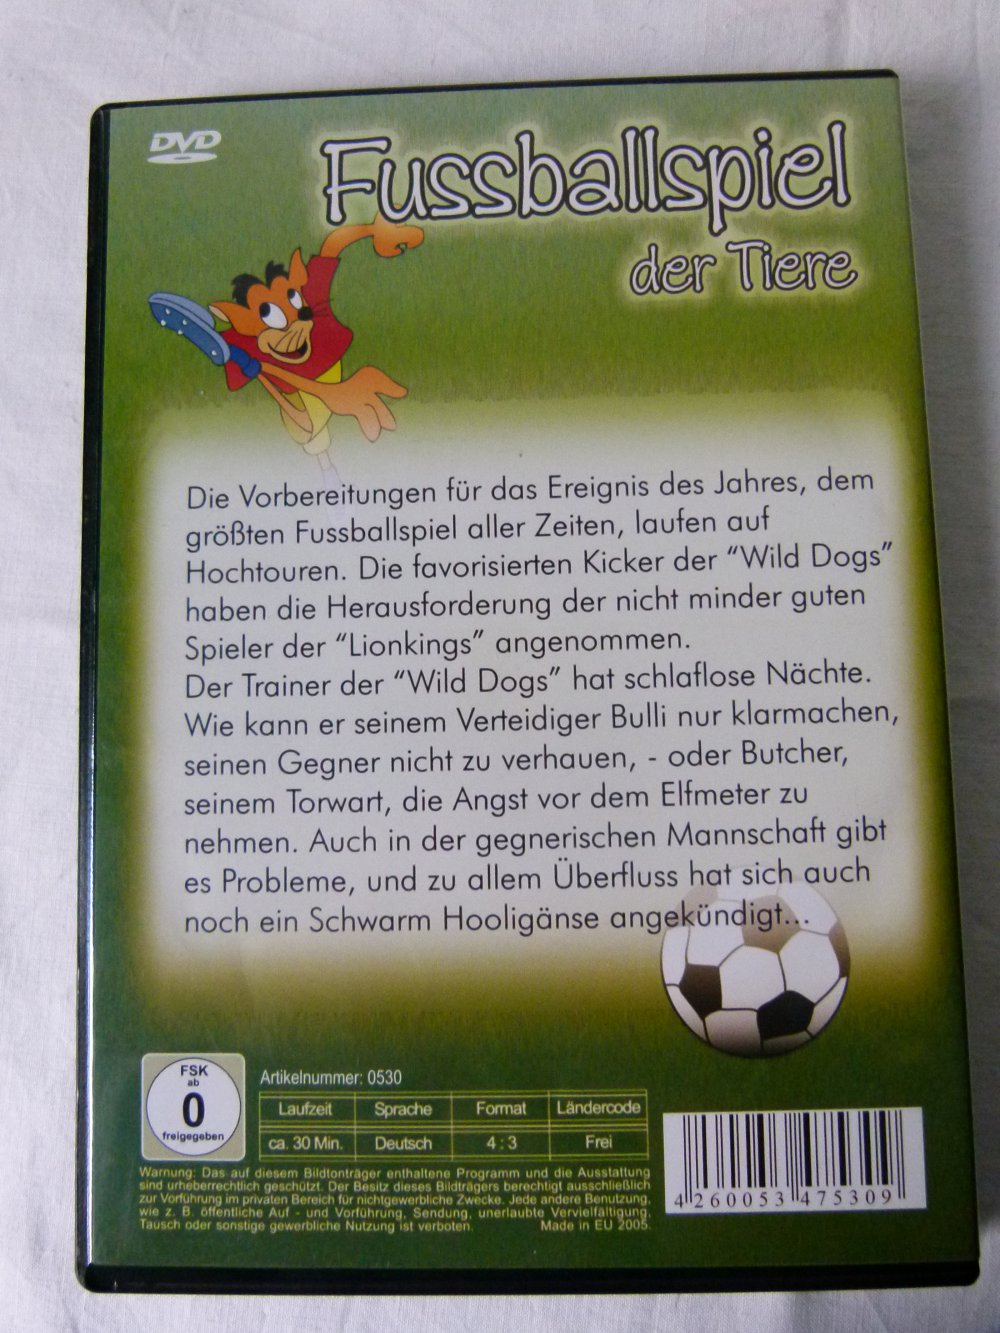 DVD
Fussballspiel
der Tiere
Die Vorbereitungen für das Ereignis des Jahres, dem
größten Fussballspiel aller Zeiten, laufen auf
Hochtouren. Die favorisierten Kicker der “Wild Dogs”
haben die Herausforderung der nicht minder guten
Spieler der “Lionkings” angenommen.
Der Trainer der “Wild Dogs” hat schlaflose Nächte.
Wie kann er seinem Verteidiger Bulli nur klarmachen,
seinen Gegner nicht zu verhauen, - oder Butcher,
seinem Torwart, die Angst vor dem Elfmeter zu
nehmen. Auch in der gegnerischen Mannschaft gibt
es Probleme, und zu allem Überfluss hat sich auch
noch ein Schwarm Hooligänse angekündigt...
FSK
ab
0
freigegeben
Artikelnummer: 0530
Laufzeit Sprache Format Ländercode
ca. 30 Min. Deutsch 4 : 3 Frei
Warnung: Das auf diesem Bildtonträger enthaltene Programm und die Ausstattung
sind urheberrechtlich geschützt. Der Besitz dieses Bildträgers berechtigt ausschließlich
zur Vorführung im privaten Bereich für nichtgewerbliche Zwecke. Jede andere Benutzung,
wie z. B. öffentliche Auf - und Vorführung, Sendung, unerlaubte Vervielfältigung,
Tausch oder sonstige gewerbliche Nutzung ist verboten. Made in EU 2005.
4 260053 475309